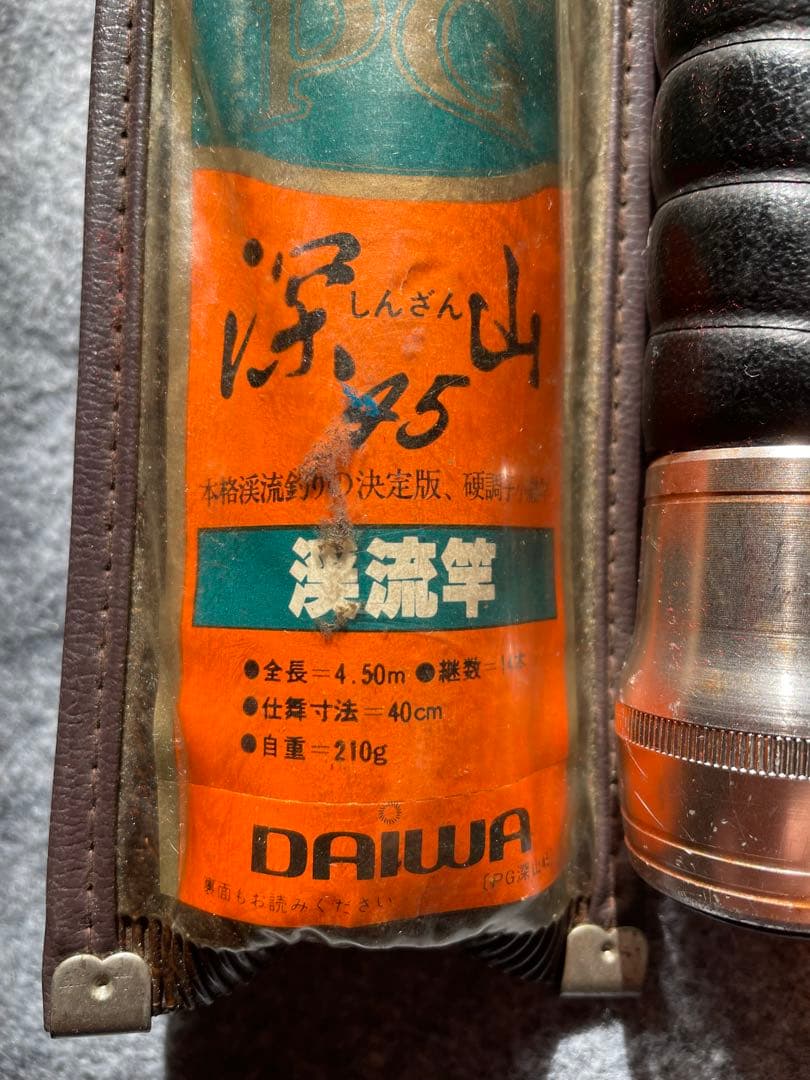 PG
深山
しんざん
45
本格渓流釣りの決定版、硬調子
渓流竿
●全長=4.50m ●継数=14本
●仕舞寸法=40cm
●自重=210g
DAIWA
(PG深山
裏面もお読みください